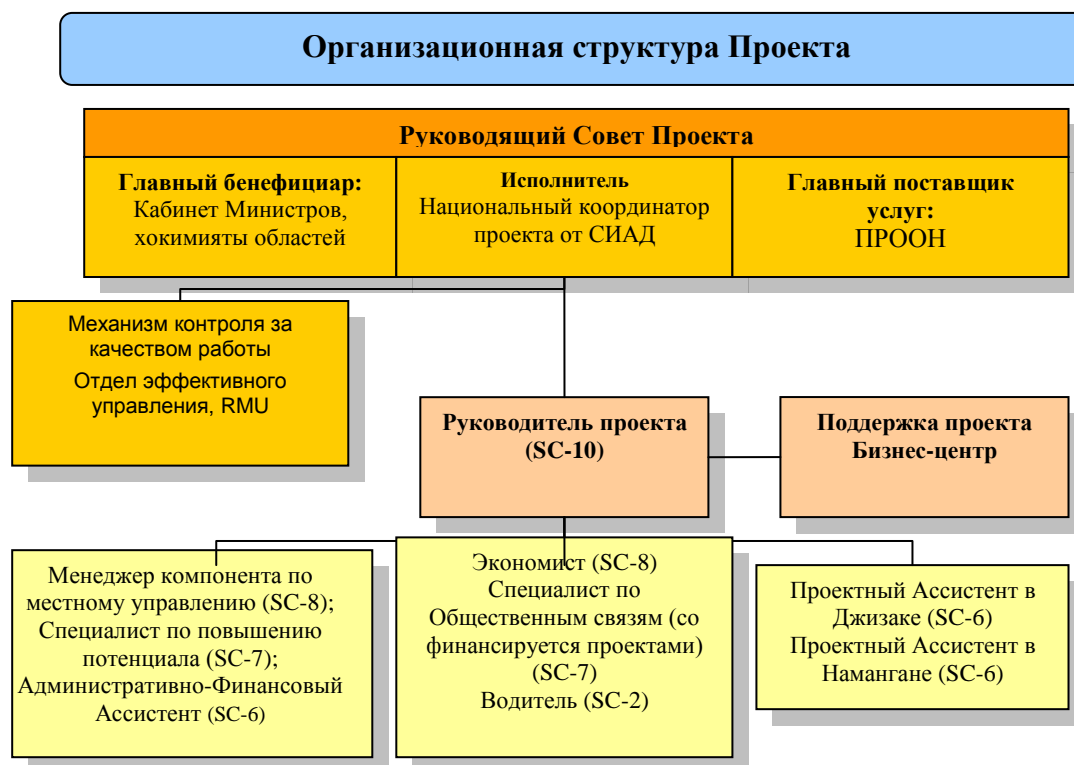 Организационная структура Проекта
Руководящий Совет Проекта
Главный бенефициар:
Кабинет Министров,
хокимияты областей
Исполнитель
Национальный координатор
проекта от СИАД
Главный поставщик
услуг:
ПРООН
Механизм контроля за
качеством работы
Отдел эффективного
управления, RMU
Руководитель проекта
(SC-10)
Поддержка проекта
Бизнес-центр
Менеджер компонента по
местному управлению (SC-8);
Специалист по повышению
потенциала (SC-7);
Административно-Финансовый
Ассистент (SC-6)
Экономист (SC-8)
Специалист по
Общественным связям (со
финансируется проектами)
(SC-7)
Водитель (SC-2)
Проектный Ассистент в
Джизаке (SC-6)
Проектный Ассистент в
Намангане (SC-6)